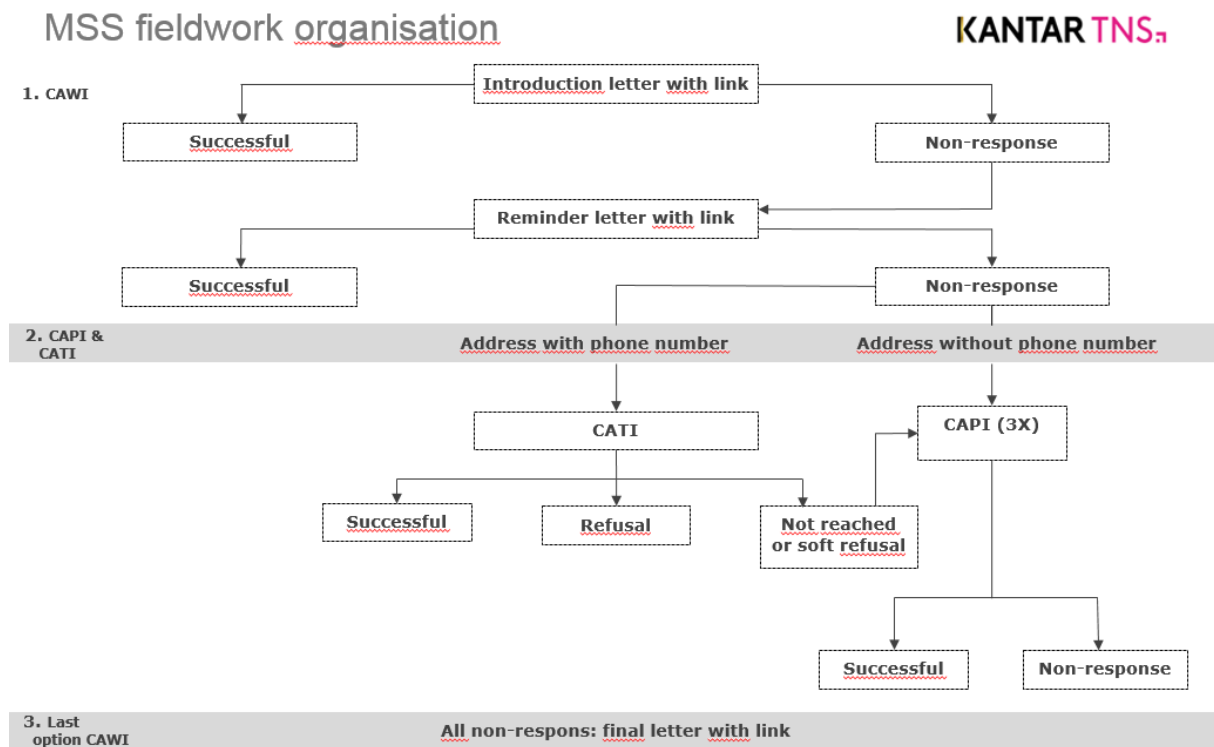 MSS fieldwork organisation
KANTAR TNS.
1. CAWI
Introduction letter with link
Successful
Non-response
Reminder letter with link
Successful
Non-response
2. CAPI &
CATI
Address with phone number
Address without phone number
CATI
CAPI (3X)
Successful
Refusal
Not reached
or soft refusal
Successful
Non-response
3. Last
option CAWI
All non-respons: final letter with link